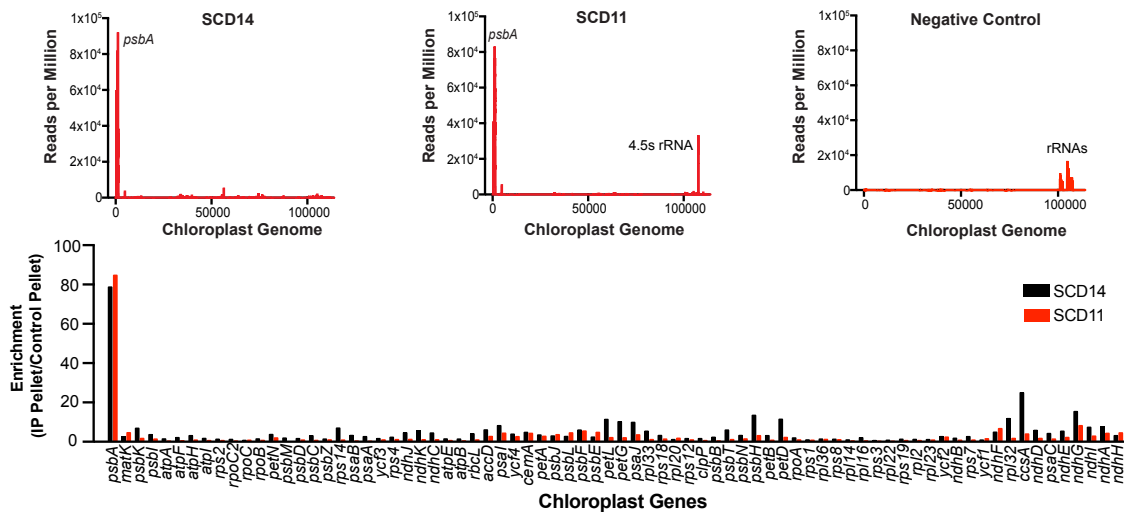 SCD14
SCD11
Negative Control
Reads per Million
1x10⁵
8x10⁴
6x10⁴
4x10⁴
2x10⁴
0
psbA
0
50000
100000
Chloroplast Genome
Reads per Million
1x10⁵
8x10⁴
6x10⁴
4x10⁴
2x10⁴
0
psbA
4.5s rRNA
0
50000
100000
Chloroplast Genome
Reads per Million
1x10⁵
8x10⁴
6x10⁴
4x10⁴
2x10⁴
0
rRNAs
0
50000
100000
Chloroplast Genome
Enrichment
(IP Pellet/Control Pellet)
100
80
60
40
20
0
SCD14
SCD11
psbA
matK
psbK
psbI
atpA
atpF
atpH
atpI
rps2
rpoC2
rpoC
rpoB
petN
psbM
psbD
psbC
psbZ
rps14
psaB
psaA
ycf3
rps4
ndhJ
ndhK
ndhC
atpE
atpB
rbcL
accD
psaI
ycf4
cemA
petA
psbJ
psbL
psbF
psbE
petL
petG
psaJ
rpl33
rps18
rpl20
rps12
clpP
psbB
psbT
psbN
psbH
petB
petD
rpoA
rps1
rpl36
rps8
rpl14
rpl16
rps3
rpl22
rps19
rpl2
rpl23
ycf2
ndhB
rps7
ycf1
ndhF
rpl32
ccsA
ndhD
psaC
ndhE
ndhG
ndhI
ndhA
ndhH
Chloroplast Genes